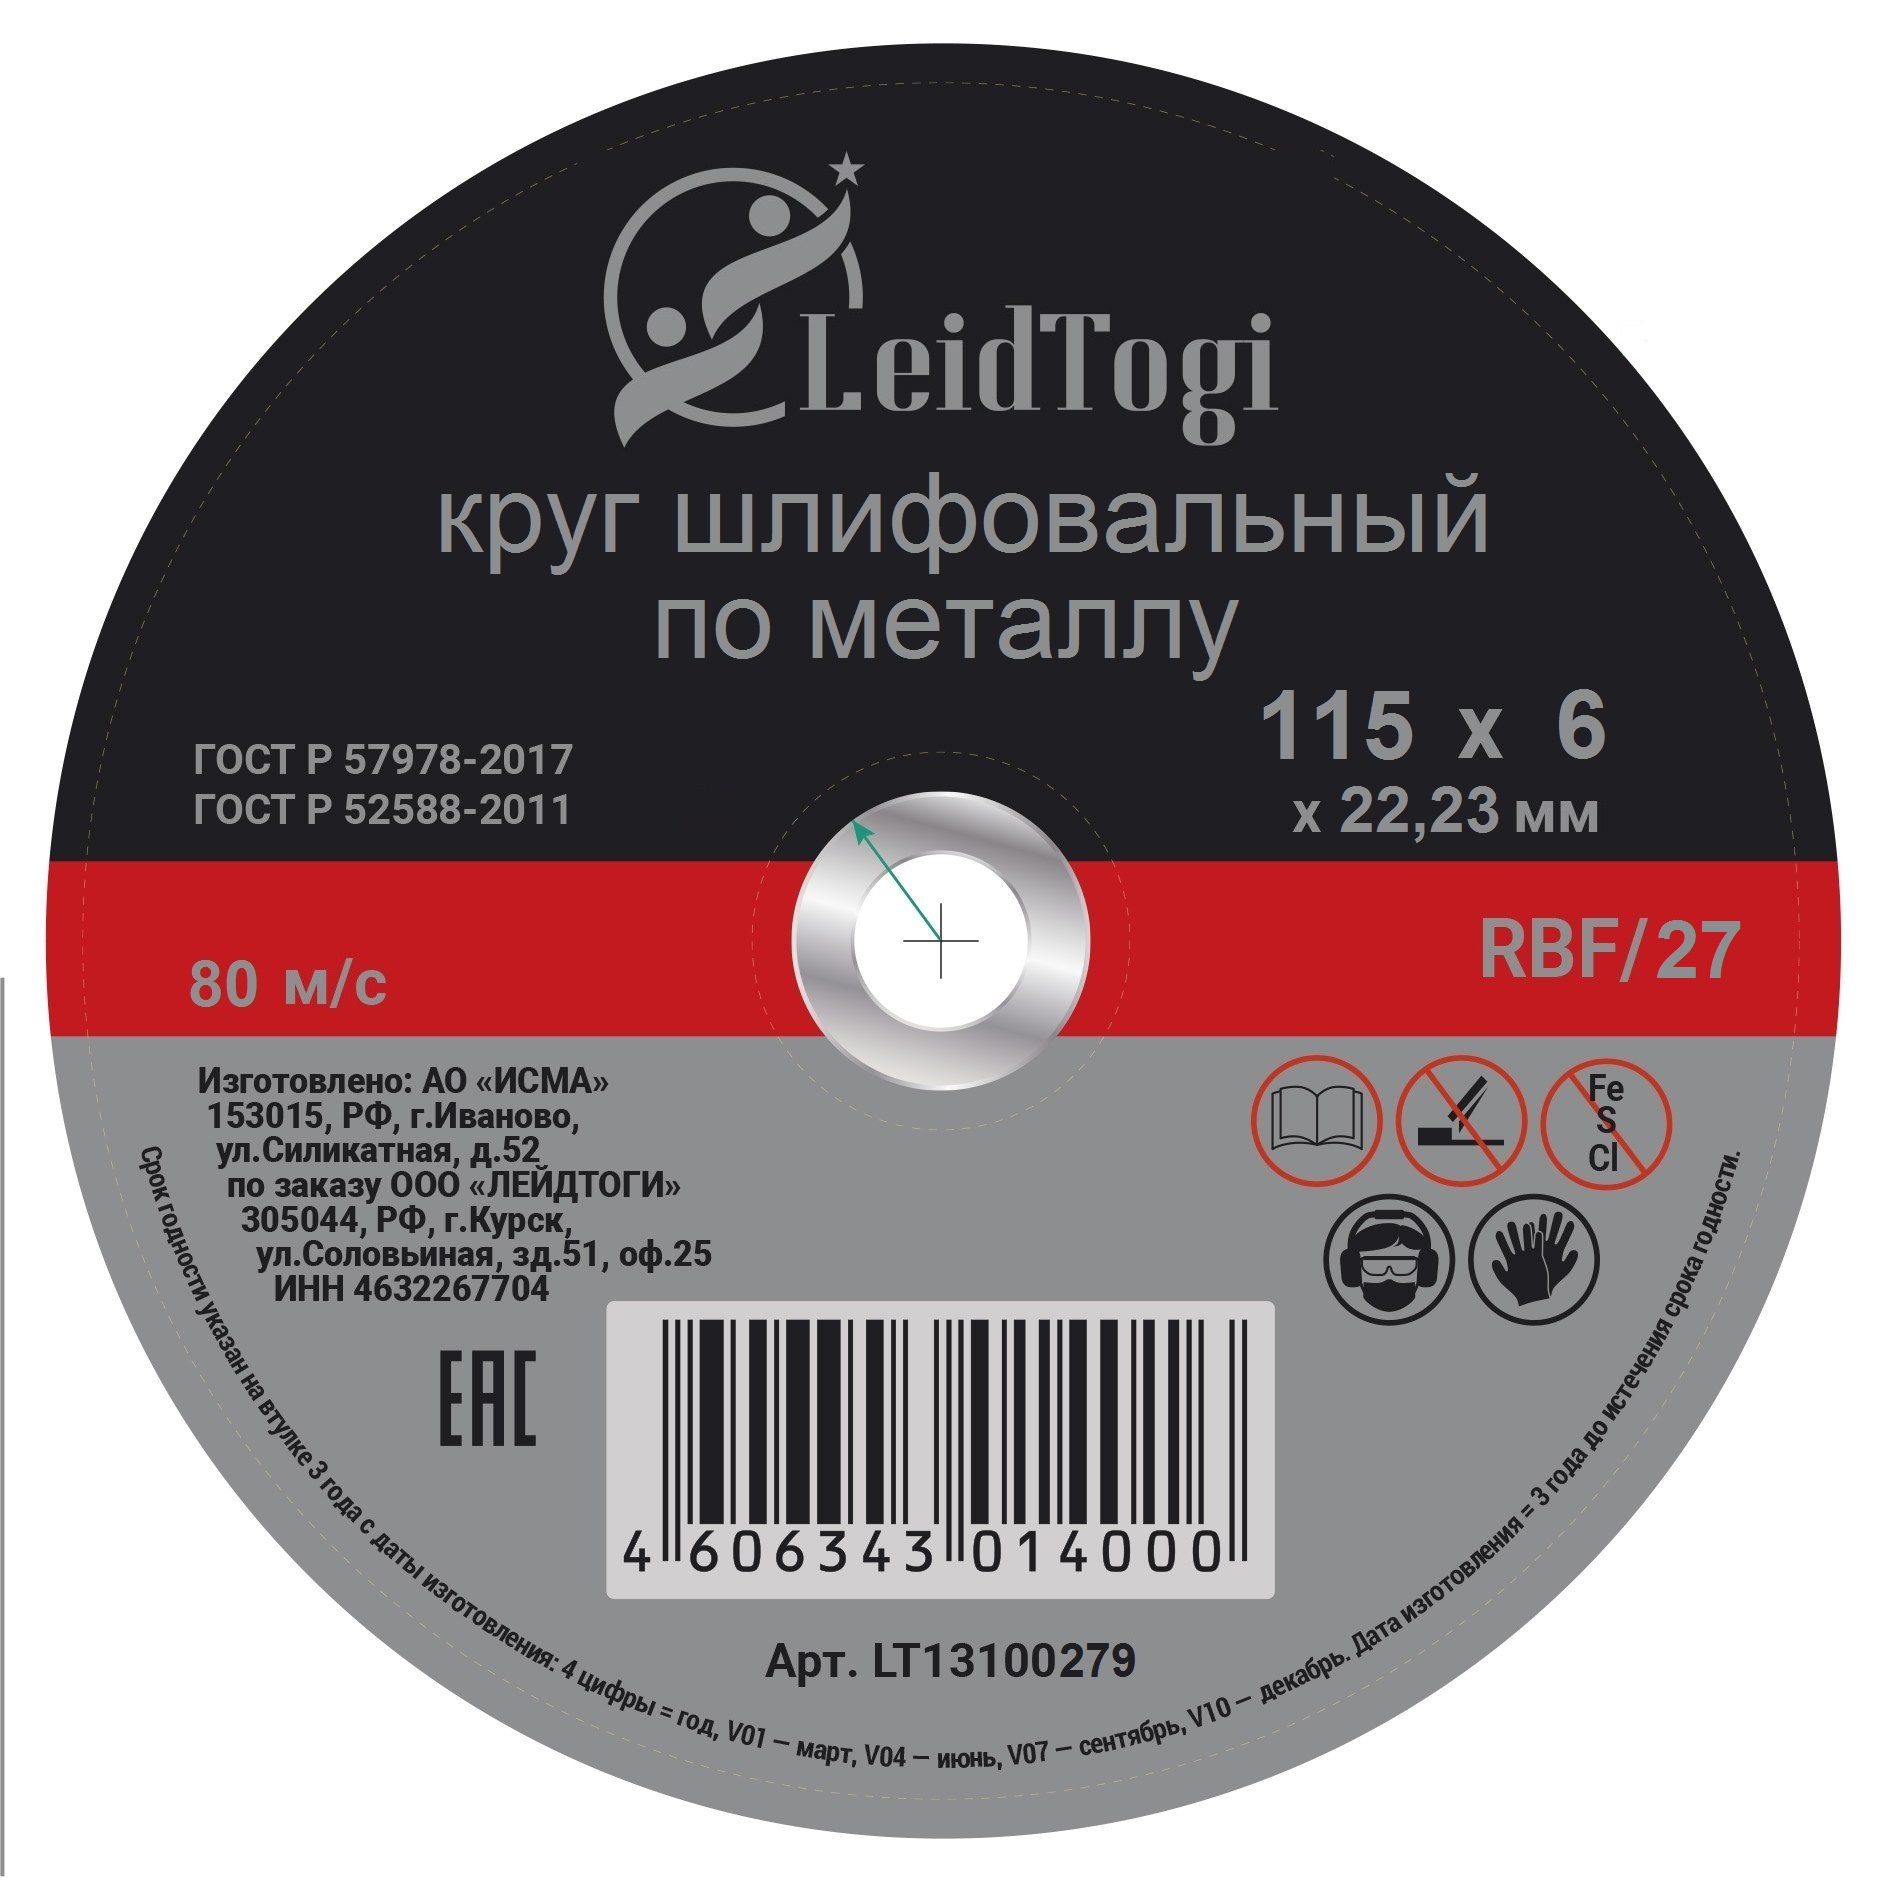 LeidTogi
круг шлифовальный
по металлу
115 x 6
x 22,23 мм
ГОСТ Р 57978-2017
ГОСТ Р 52588-2011
80 м/с
RBF/27
Изготовлено: АО «ИСМА»
153015, РФ, г.Иваново,
ул.Силикатная, д.52
по заказу ООО «ЛЕЙДТОГИ»
305044, РФ, г.Курск,
ул.Соловьиная, зд.51, оф.25
ИНН 4632267704
Fe
S
Cl
EAC
4 606343 014000
Арт. LT13100279
Срок годности указан на втулке 3 года с даты изготовления: 4 цифры = год, V01 – март, V04 – июнь, V07 – сентябрь, V10 – декабрь. Дата изготовления = 3 года до истечения срока годности.